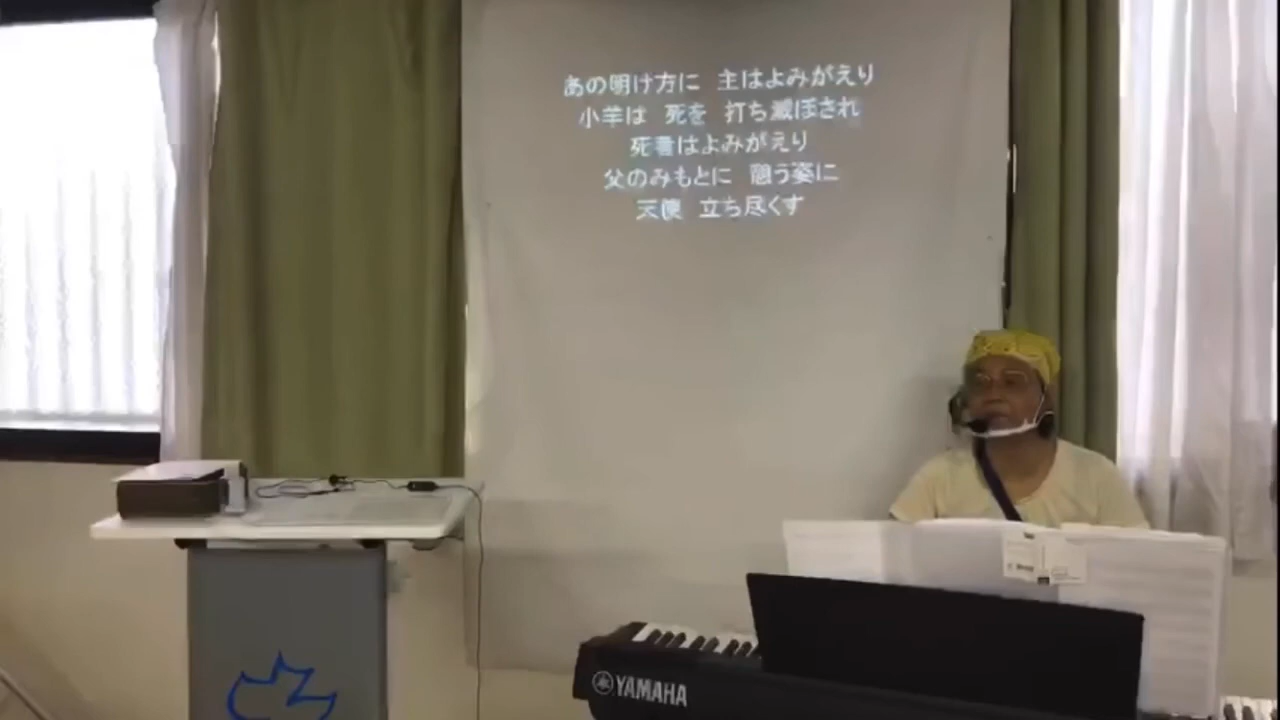 あの明け方に 主はよみがえり
小羊は 死を 打ち滅ぼされ
死者はよみがえり
父のみもとに 憩う姿に
天使 立ち尽くす
YAMAHA